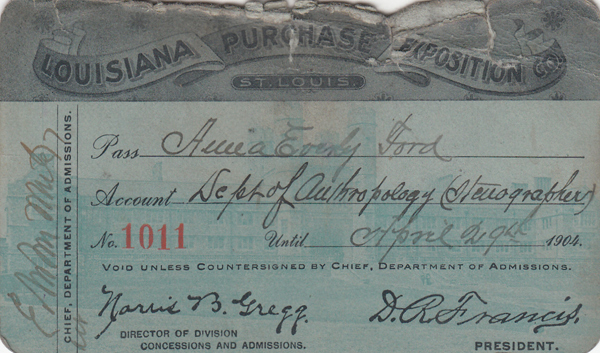 LOUISIANA PURCHASE EXPOSITION CO.
ST. LOUIS.
Pass Annia Everly Ford
Account Dept of Anthropology (Stenographer)
No. 1011 Until April 29th 1904.
VOID UNLESS COUNTERSIGNED BY CHIEF, DEPARTMENT OF ADMISSIONS.
Norris B. Gregg.
DIRECTOR OF DIVISION
CONCESSIONS AND ADMISSIONS.
D. R. Francis.
PRESIDENT.
CHIEF, DEPARTMENT OF ADMISSIONS.